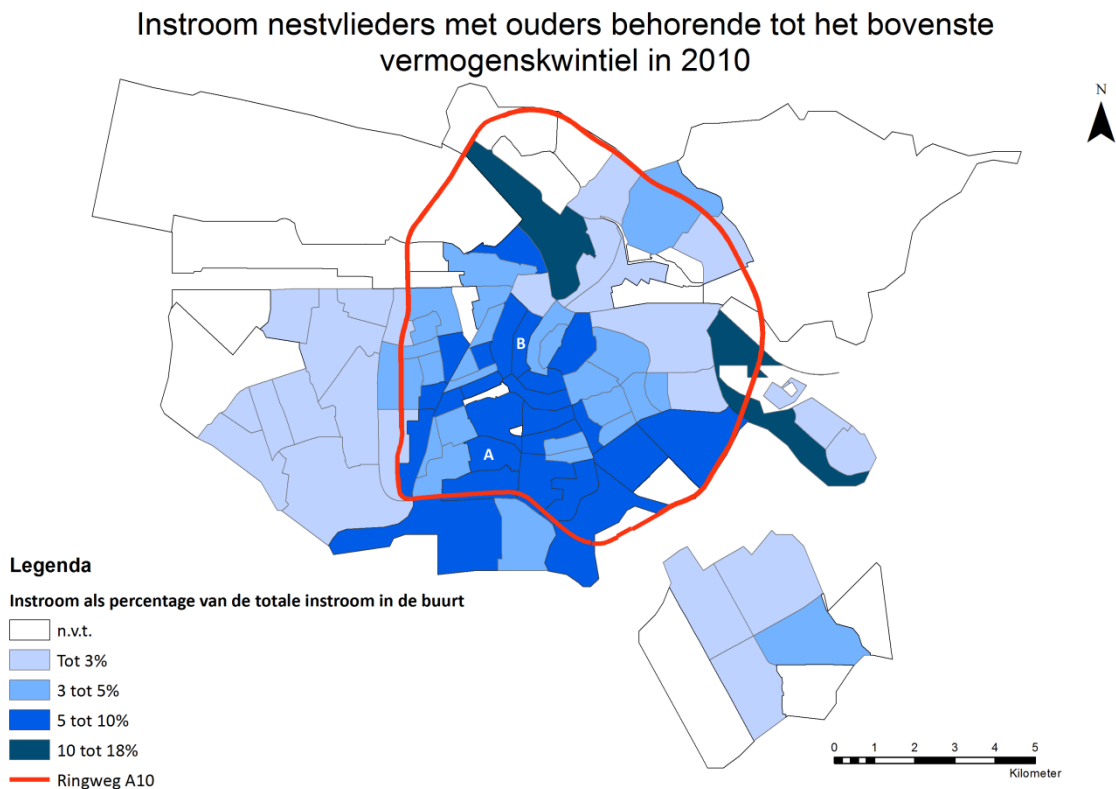 Instroom nestvlieders met ouders behorende tot het bovenste
vermogenskwintiel in 2010
N
B
A
Legenda
Instroom als percentage van de totale instroom in de buurt
n.v.t.
Tot 3%
3 tot 5%
5 tot 10%
10 tot 18%
Ringweg A10
0 1 2 3 4 5
Kilometer